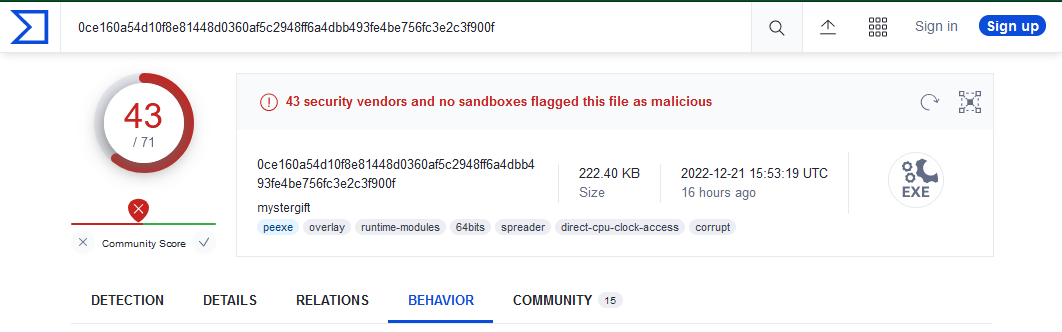 0ce160a54d10f8e81448d0360af5c2948ff6a4dbb493fe4be756fc3e2c3f900f
Sign in
Sign up
43
/ 71
Community Score
43 security vendors and no sandboxes flagged this file as malicious
0ce160a54d10f8e81448d0360af5c2948ff6a4dbb4
93fe4be756fc3e2c3f900f
mystergift
222.40 KB
Size
2022-12-21 15:53:19 UTC
16 hours ago
EXE
peexe overlay runtime-modules 64bits spreader direct-cpu-clock-access corrupt
DETECTION DETAILS RELATIONS BEHAVIOR COMMUNITY 15